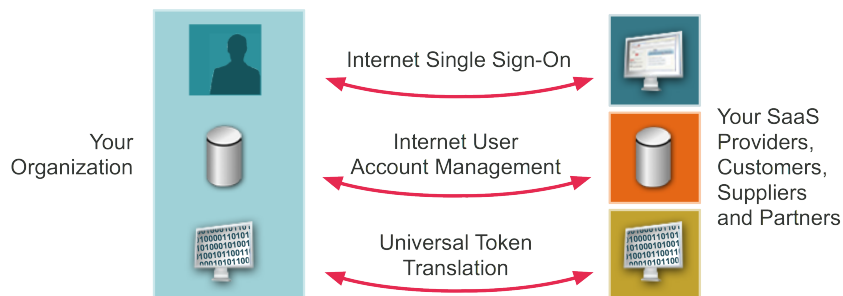 Your
Organization
Internet Single Sign-On
Internet User
Account Management
Universal Token
Translation
Your SaaS
Providers,
Customers,
Suppliers
and Partners